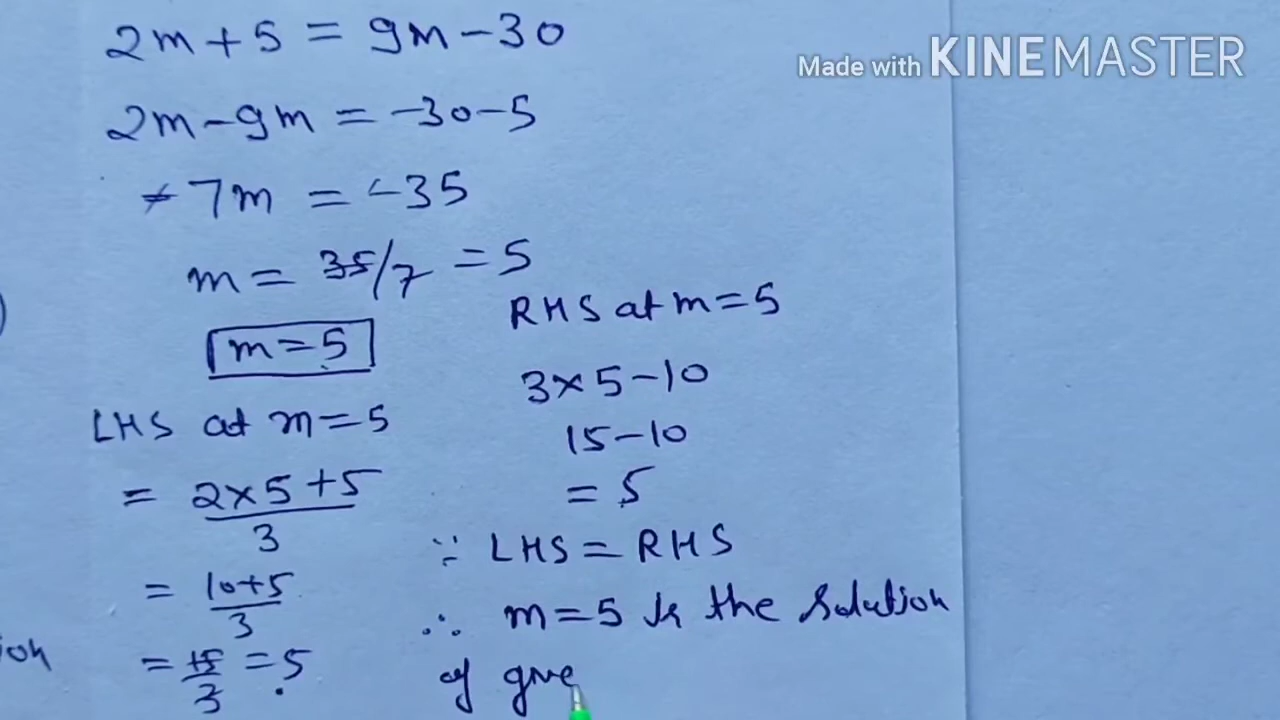 Made with KINEMASTER
2m + 5 = 9m - 30
2m - 9m = -30 - 5
- 7m = - 35
m = 35/7 = 5
m = 5
LHS at m = 5
= 2 × 5 + 5 / 3
= 10 + 5 / 3
= 15 / 3 = 5
RHS at m = 5
3 × 5 - 10
15 - 10
= 5
∵ LHS = RHS
∴ m = 5 is the solution
of give